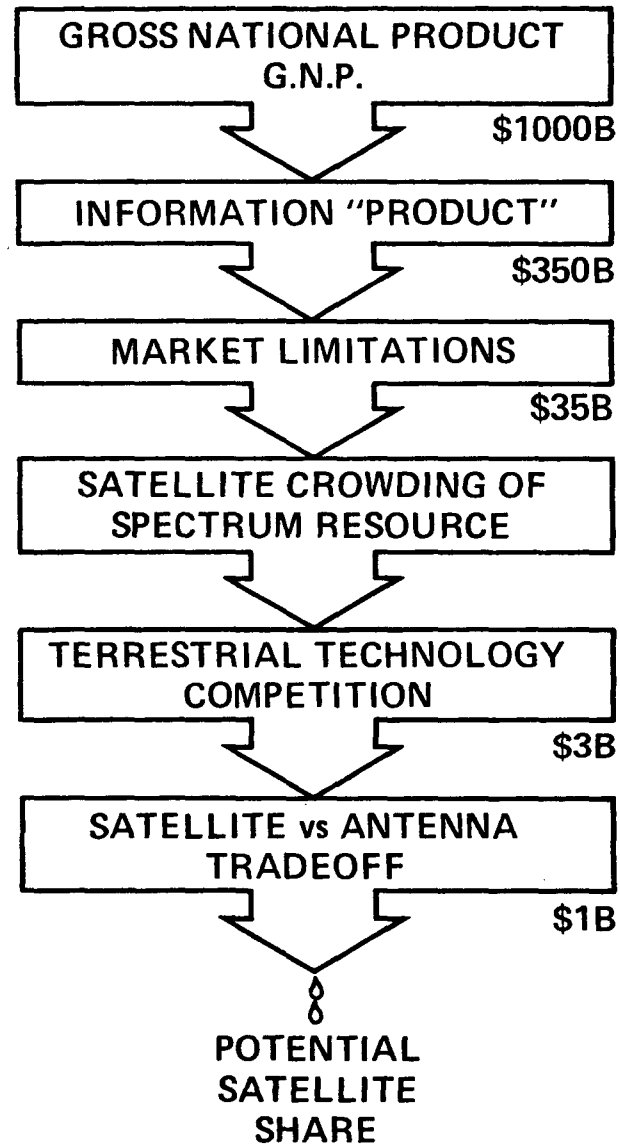 GROSS NATIONAL PRODUCT
G.N.P.
$1000B
INFORMATION "PRODUCT"
$350B
MARKET LIMITATIONS
$35B
SATELLITE CROWDING OF
SPECTRUM RESOURCE
TERRESTRIAL TECHNOLOGY
COMPETITION
$3B
SATELLITE vs ANTENNA
TRADEOFF
$1B
POTENTIAL
SATELLITE
SHARE